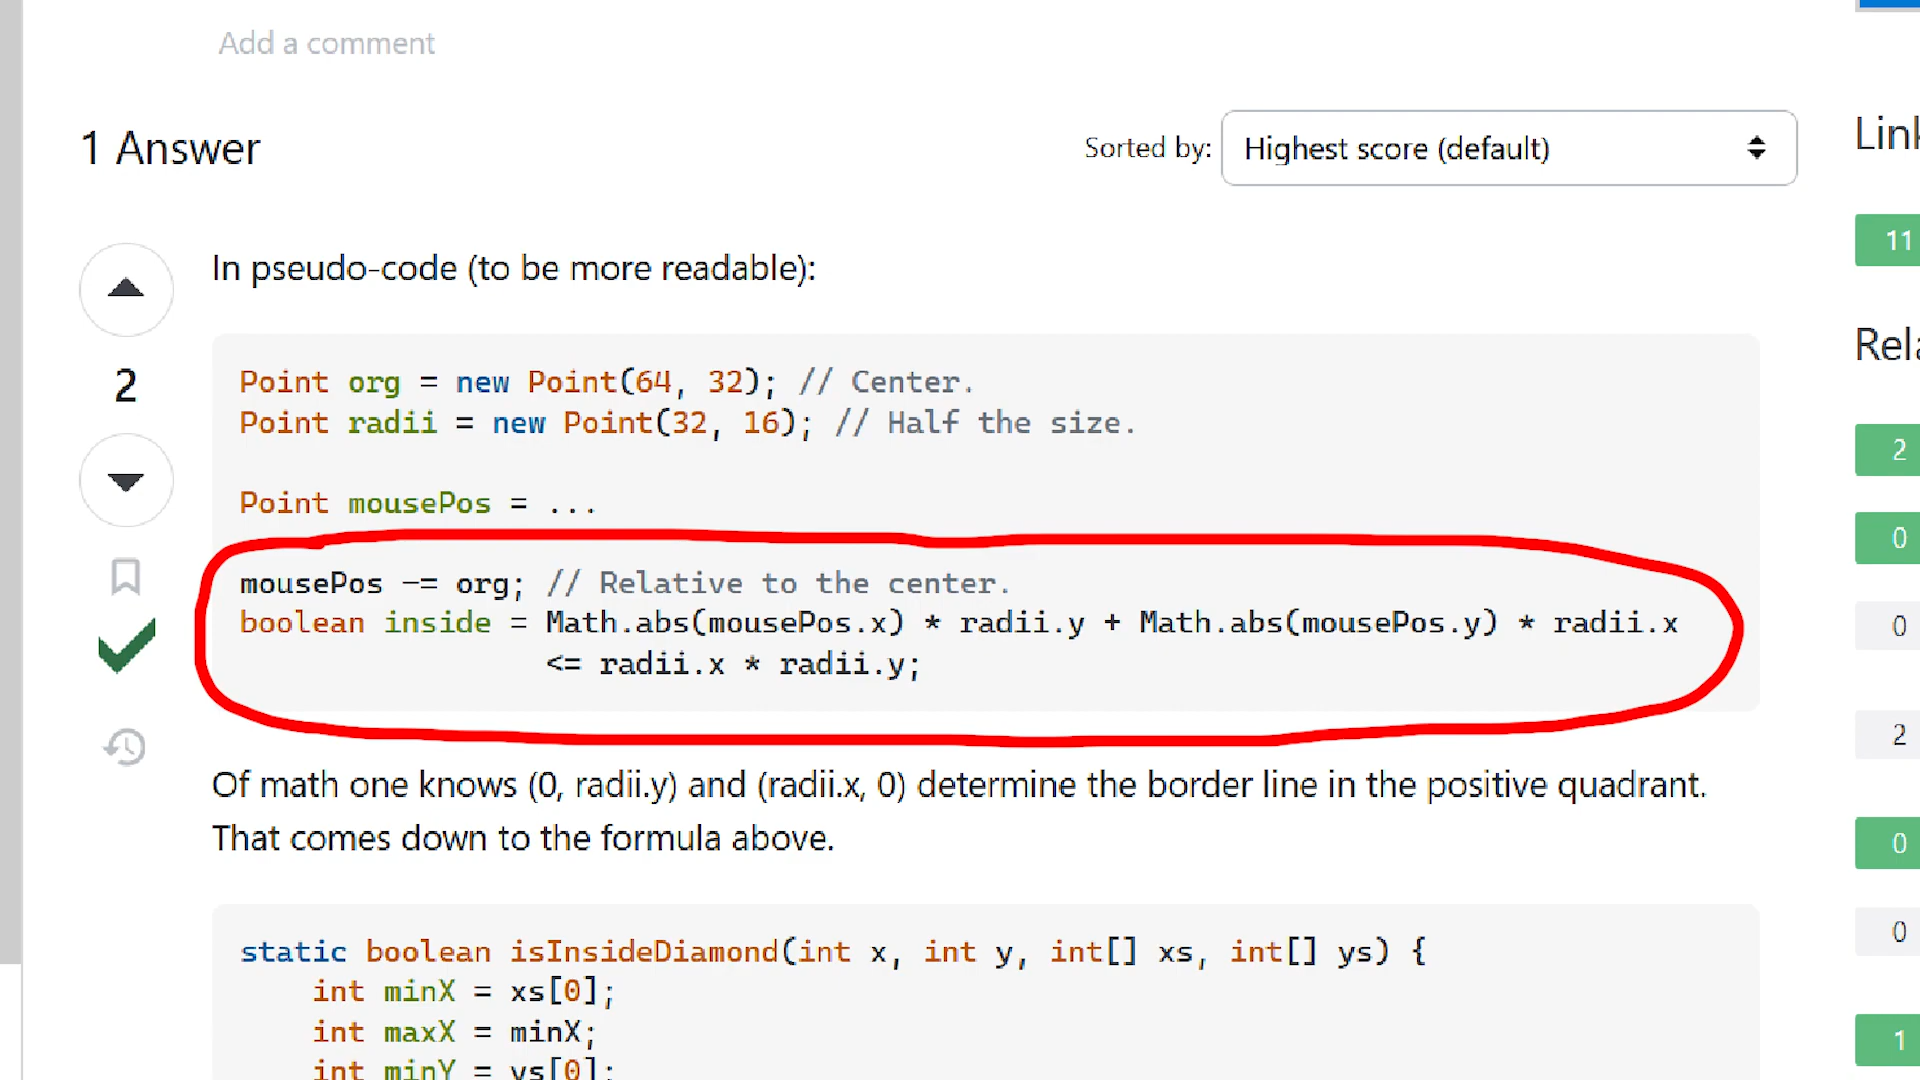 Add a comment
1 Answer
Sorted by: Highest score (default)
In pseudo-code (to be more readable):
2
Point org = new Point(64, 32); // Center.
Point radii = new Point(32, 16); // Half the size.
Point mousePos = ...
mousePos -= org; // Relative to the center.
boolean inside = Math.abs(mousePos.x) * radii.y + Math.abs(mousePos.y) * radii.x
<= radii.x * radii.y;
Of math one knows (0, radii.y) and (radii.x, 0) determine the border line in the positive quadrant.
That comes down to the formula above.
static boolean isInsideDiamond(int x, int y, int[] xs, int[] ys) {
int minX = xs[0];
int maxX = minX;
int minY = ys[0];
11
2
0
0
2
0
0
1